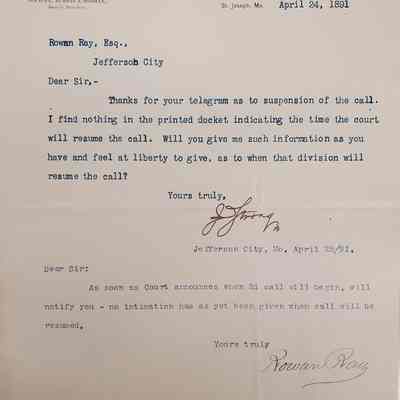 St. Joseph, Mo. April 24, 1891
Rowan Ray, Esq.,
Jefferson City
Dear Sir,-
Thanks for your telegram as to suspension of the call.
I find nothing in the printed docket indicating the time the court
will resume the call. Will you give me such information as you
have and feel at liberty to give, as to when that division will
resume the call?
Yours truly,
Strong
Jefferson City, Mo. April 25/91.
Dear Sir:
As soon as Court announces when call will begin, will
notify you - no intimation has as yet been given when call will be
resumed.
Yours truly
Rowan Ray